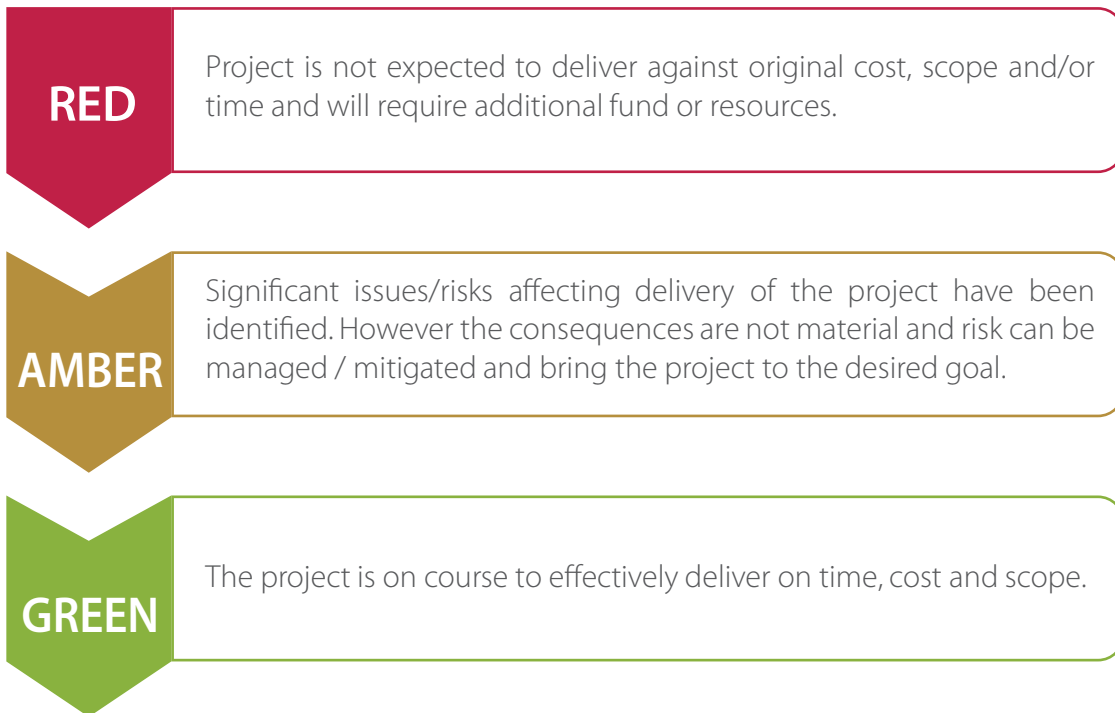 RED
Project is not expected to deliver against original cost, scope and/or
time and will require additional fund or resources.
AMBER
Significant issues/risks affecting delivery of the project have been
identified. However the consequences are not material and risk can be
managed / mitigated and bring the project to the desired goal.
GREEN
The project is on course to effectively deliver on time, cost and scope.